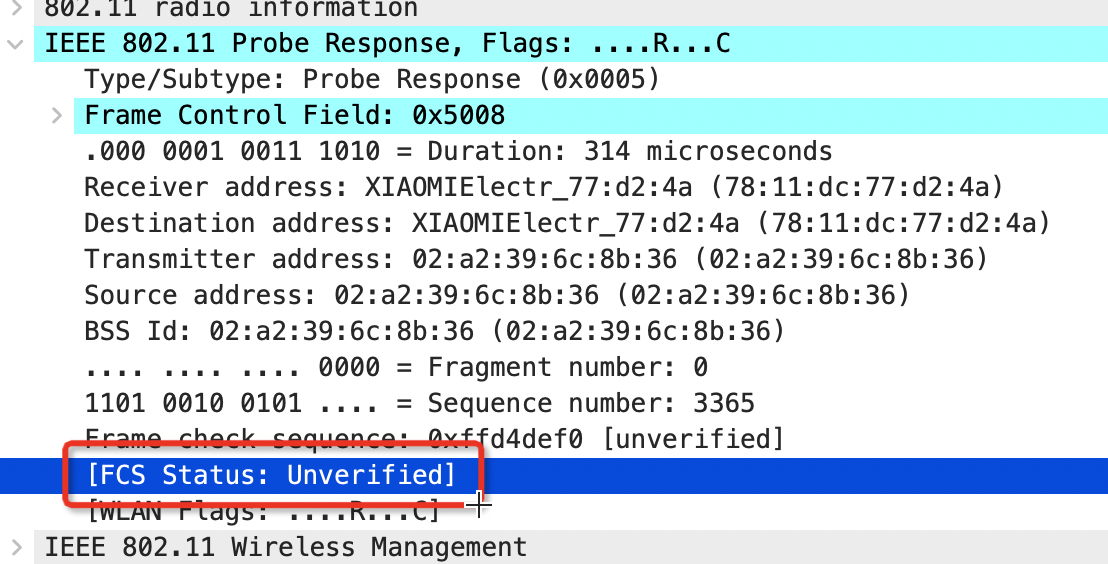 802.11 radio information
IEEE 802.11 Probe Response, Flags: ....R...C
Type/Subtype: Probe Response (0x0005)
Frame Control Field: 0x5008
.000 0001 0011 1010 = Duration: 314 microseconds
Receiver address: XIAOMIElectr_77:d2:4a (78:11:dc:77:d2:4a)
Destination address: XIAOMIElectr_77:d2:4a (78:11:dc:77:d2:4a)
Transmitter address: 02:a2:39:6c:8b:36 (02:a2:39:6c:8b:36)
Source address: 02:a2:39:6c:8b:36 (02:a2:39:6c:8b:36)
BSS Id: 02:a2:39:6c:8b:36 (02:a2:39:6c:8b:36)
.... .... .... 0000 = Fragment number: 0
1101 0010 0101 .... = Sequence number: 3365
Frame check sequence: 0xffd4def0 [unverified]
[FCS Status: Unverified]
[WLAN Flags: ....R...C]
IEEE 802.11 Wireless Management